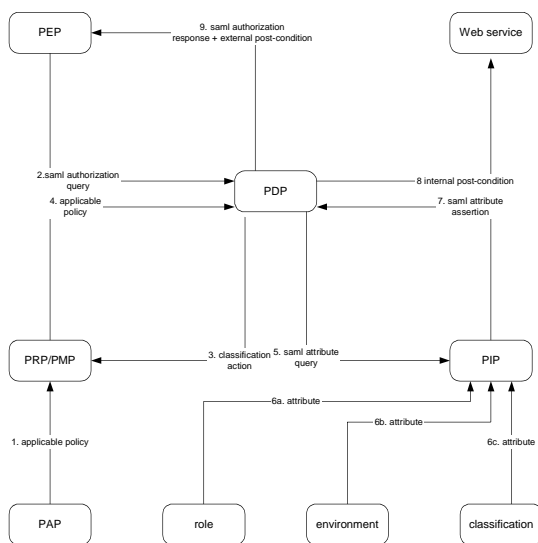 PEP
9. saml authorization
response + external post-condition
Web service
2.saml authorization
query
PDP
8 internal post-condition
4. applicable
policy
7. saml attribute
assertion
PRP/PMP
3. classification
action
5. saml attribute
query
PIP
6a. attribute
6b. attribute
1. applicable policy
6c. attribute
PAP
role
environment
classification